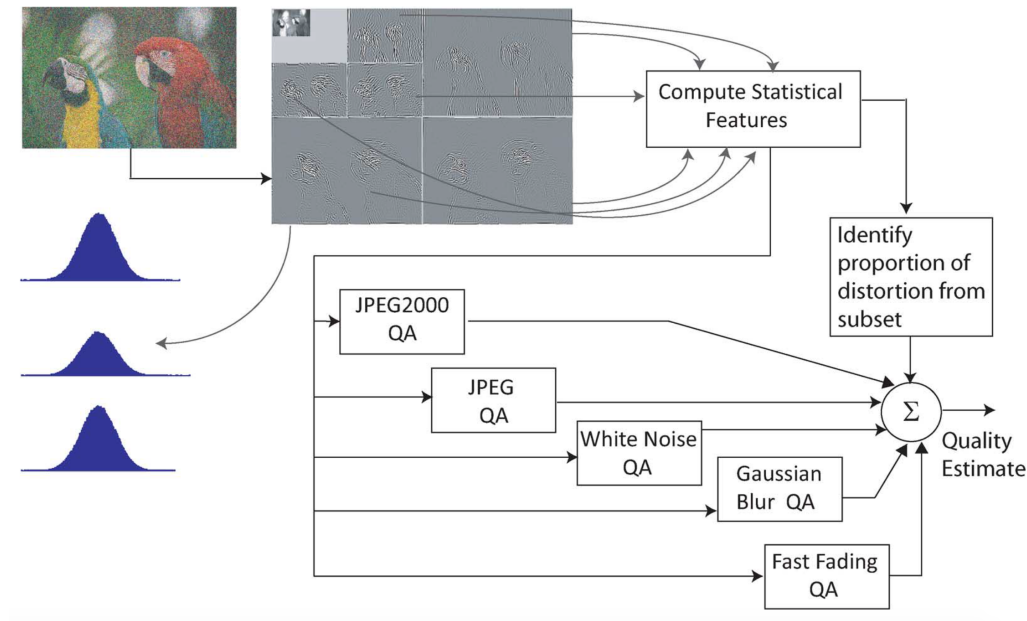 Compute Statistical
Features
Identify
proportion of
distortion from
subset
JPEG2000
QA
JPEG
QA
White Noise
QA
Gaussian
Blur QA
Fast Fading
QA
Σ
Quality
Estimate